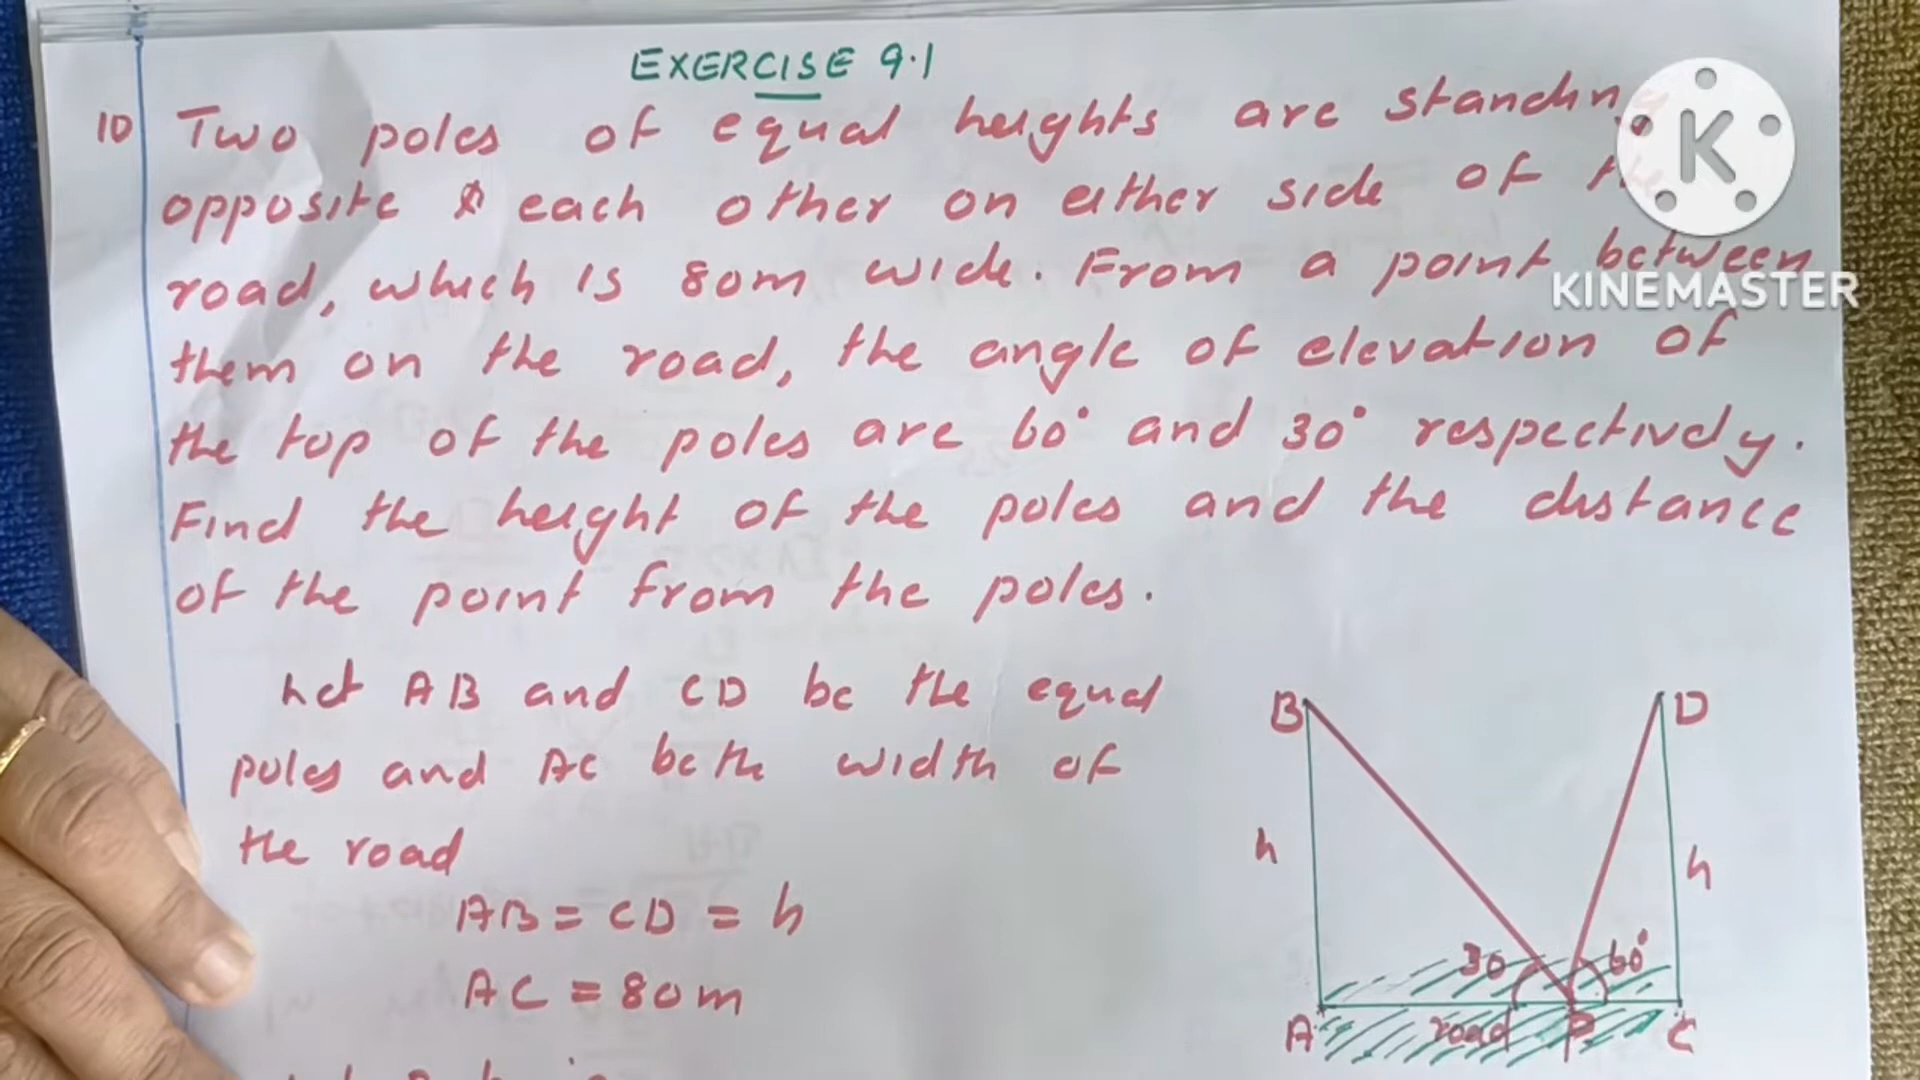 EXERCISE 9.1
10 Two poles of equal heights are standing
opposite each other on either side of the
road, which is 80m wide. From a point between
them on the road, the angle of elevation of
the top of the poles are 60° and 30° respectively.
Find the height of the poles and the distance
of the point from the poles.
Let AB and CD be the equal
poles and AC be the width of
the road
AB = CD = h
AC = 80m
B D
h h
30 60°
A road P C
K
KINEMASTER